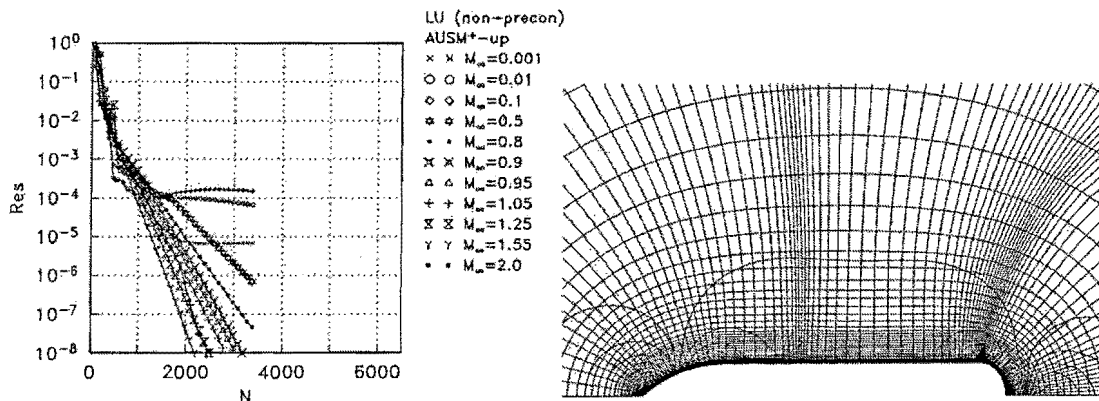 LU (non-precon)
AUSM⁺-up
M∞=0.001
M∞=0.01
M∞=0.1
M∞=0.5
M∞=0.8
M∞=0.9
M∞=0.95
M∞=1.05
M∞=1.25
M∞=1.55
M∞=2.0
10⁰
10⁻¹
10⁻²
10⁻³
10⁻⁴
10⁻⁵
10⁻⁶
10⁻⁷
10⁻⁸
Res
0 2000 4000 6000
N